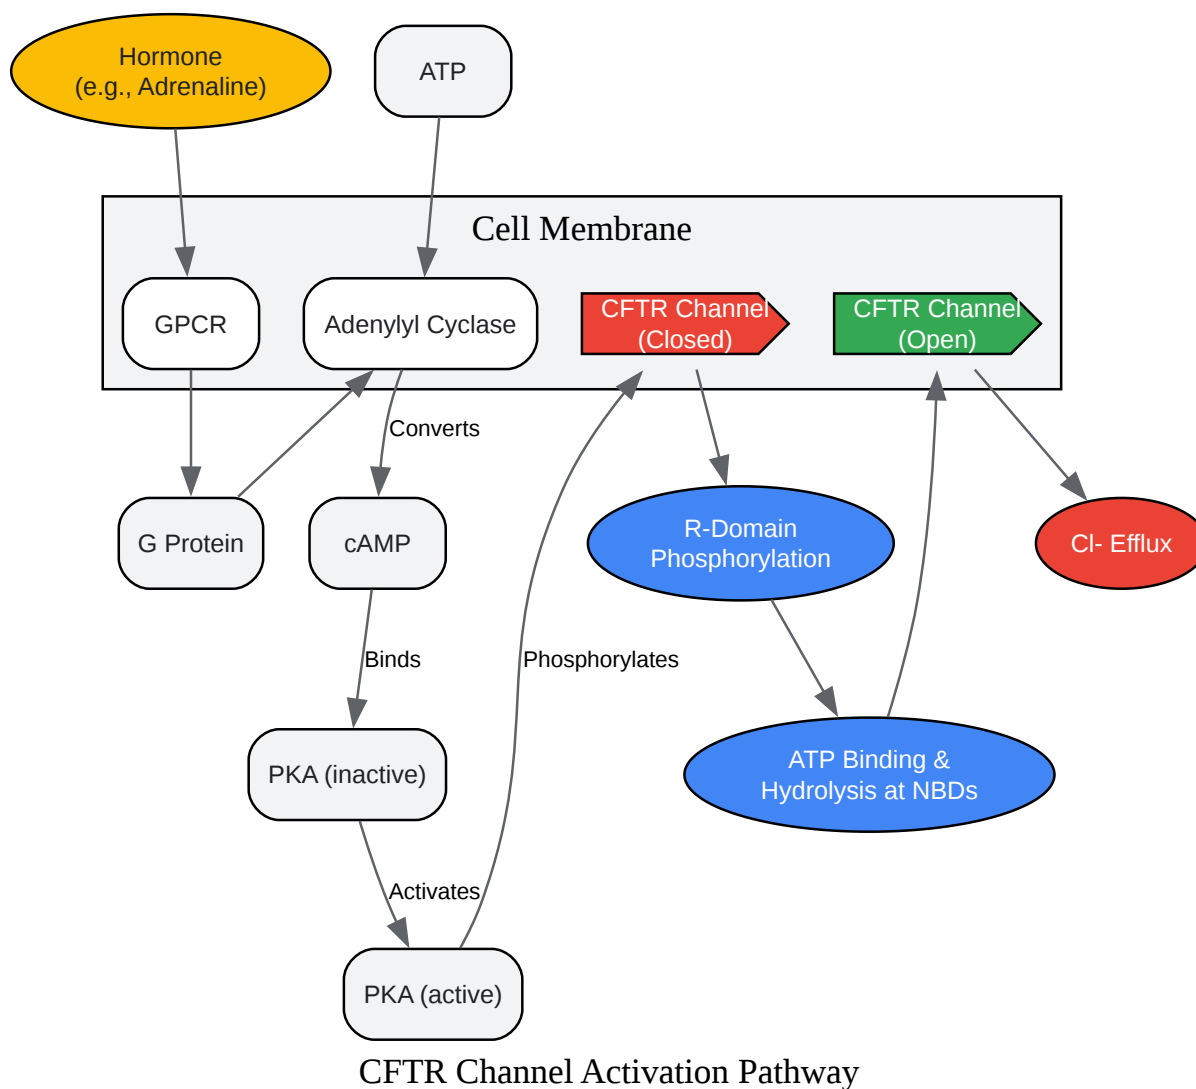 Hormone
(e.g., Adrenaline)
ATP
Cell Membrane
GPCR
Adenylyl Cyclase
CFTR Channel
(Closed)
CFTR Channel
(Open)
Converts
G Protein
cAMP
R-Domain
Phosphorylation
Cl- Efflux
Binds
Phosphorylates
PKA (inactive)
ATP Binding &
Hydrolysis at NBDs
Activates
PKA (active)
CFTR Channel Activation Pathway